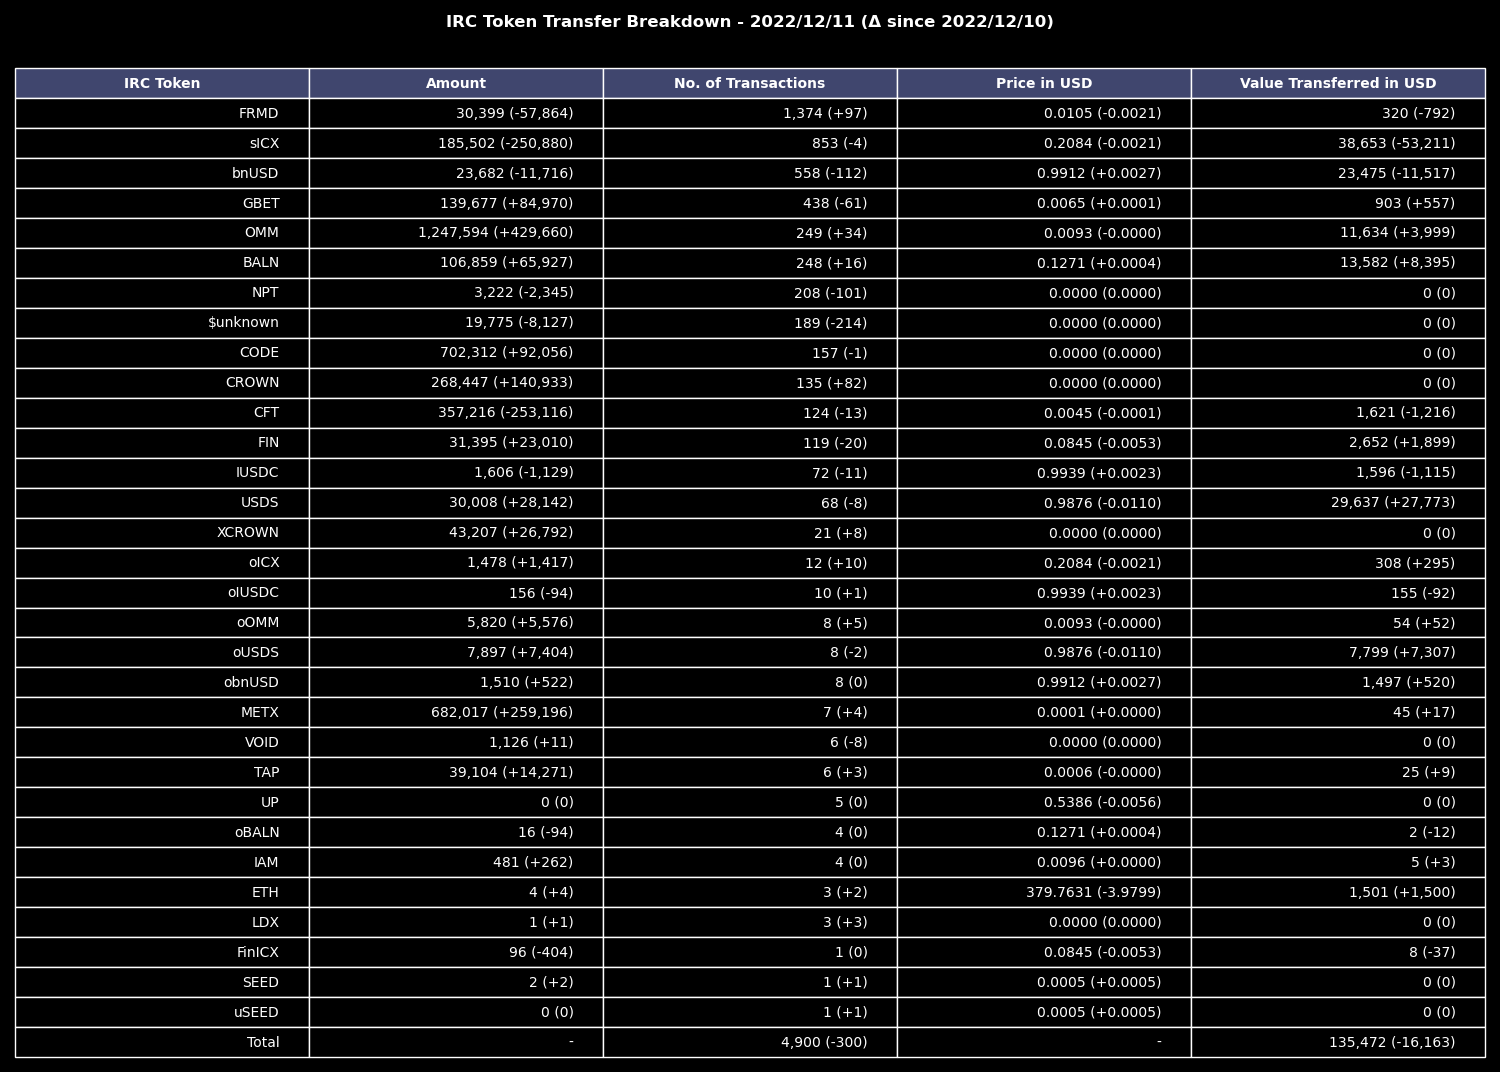 IRC Token Transfer Breakdown - 2022/12/11 (Δ since 2022/12/10)
IRC Token Amount No. of Transactions Price in USD Value Transferred in USD
FRMD 30,399 (-57,864) 1,374 (+97) 0.0105 (-0.0021) 320 (-792)
sICX 185,502 (-250,880) 853 (-4) 0.2084 (-0.0021) 38,653 (-53,211)
bnUSD 23,682 (-11,716) 558 (-112) 0.9912 (+0.0027) 23,475 (-11,517)
GBET 139,677 (+84,970) 438 (-61) 0.0065 (+0.0001) 903 (+557)
OMM 1,247,594 (+429,660) 249 (+34) 0.0093 (-0.0000) 11,634 (+3,999)
BALN 106,859 (+65,927) 248 (+16) 0.1271 (+0.0004) 13,582 (+8,395)
NPT 3,222 (-2,345) 208 (-101) 0.0000 (0.0000) 0 (0)
$unknown 19,775 (-8,127) 189 (-214) 0.0000 (0.0000) 0 (0)
CODE 702,312 (+92,056) 157 (-1) 0.0000 (0.0000) 0 (0)
CROWN 268,447 (+140,933) 135 (+82) 0.0000 (0.0000) 0 (0)
CFT 357,216 (-253,116) 124 (-13) 0.0045 (-0.0001) 1,621 (-1,216)
FIN 31,395 (+23,010) 119 (-20) 0.0845 (-0.0053) 2,652 (+1,899)
IUSDC 1,606 (-1,129) 72 (-11) 0.9939 (+0.0023) 1,596 (-1,115)
USDS 30,008 (+28,142) 68 (-8) 0.9876 (-0.0110) 29,637 (+27,773)
XCROWN 43,207 (+26,792) 21 (+8) 0.0000 (0.0000) 0 (0)
oICX 1,478 (+1,417) 12 (+10) 0.2084 (-0.0021) 308 (+295)
oIUSDC 156 (-94) 10 (+1) 0.9939 (+0.0023) 155 (-92)
oOMM 5,820 (+5,576) 8 (+5) 0.0093 (-0.0000) 54 (+52)
oUSDS 7,897 (+7,404) 8 (-2) 0.9876 (-0.0110) 7,799 (+7,307)
obnUSD 1,510 (+522) 8 (0) 0.9912 (+0.0027) 1,497 (+520)
METX 682,017 (+259,196) 7 (+4) 0.0001 (+0.0000) 45 (+17)
VOID 1,126 (+11) 6 (-8) 0.0000 (0.0000) 0 (0)
TAP 39,104 (+14,271) 6 (+3) 0.0006 (-0.0000) 25 (+9)
UP 0 (0) 5 (0) 0.5386 (-0.0056) 0 (0)
oBALN 16 (-94) 4 (0) 0.1271 (+0.0004) 2 (-12)
IAM 481 (+262) 4 (0) 0.0096 (+0.0000) 5 (+3)
ETH 4 (+4) 3 (+2) 379.7631 (-3.9799) 1,501 (+1,500)
LDX 1 (+1) 3 (+3) 0.0000 (0.0000) 0 (0)
FinICX 96 (-404) 1 (0) 0.0845 (-0.0053) 8 (-37)
SEED 2 (+2) 1 (+1) 0.0005 (+0.0005) 0 (0)
uSEED 0 (0) 1 (+1) 0.0005 (+0.0005) 0 (0)
Total - 4,900 (-300) - 135,472 (-16,163)